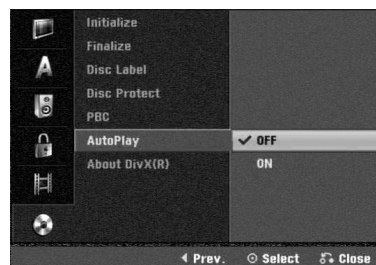 Initialize
Finalize
Disc Label
Disc Protect
PBC
AutoPlay ✓ OFF
About DivX(R) ON
A
Prev. Select Close